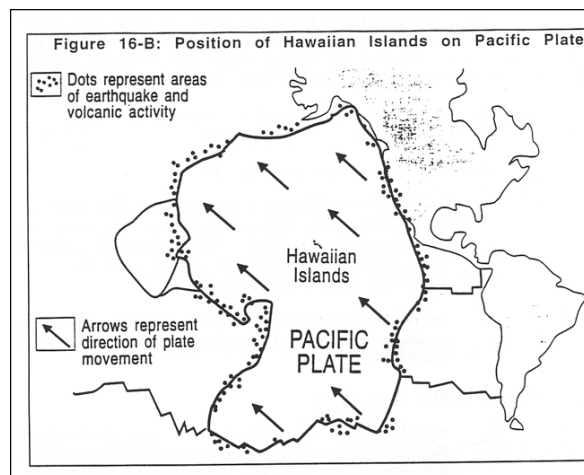 Figure 16-B: Position of Hawaiian Islands on Pacific Plate
Dots represent areas
of earthquake and
volcanic activity
Hawaiian
Islands
Arrows represent
direction of plate
movement
PACIFIC
PLATE